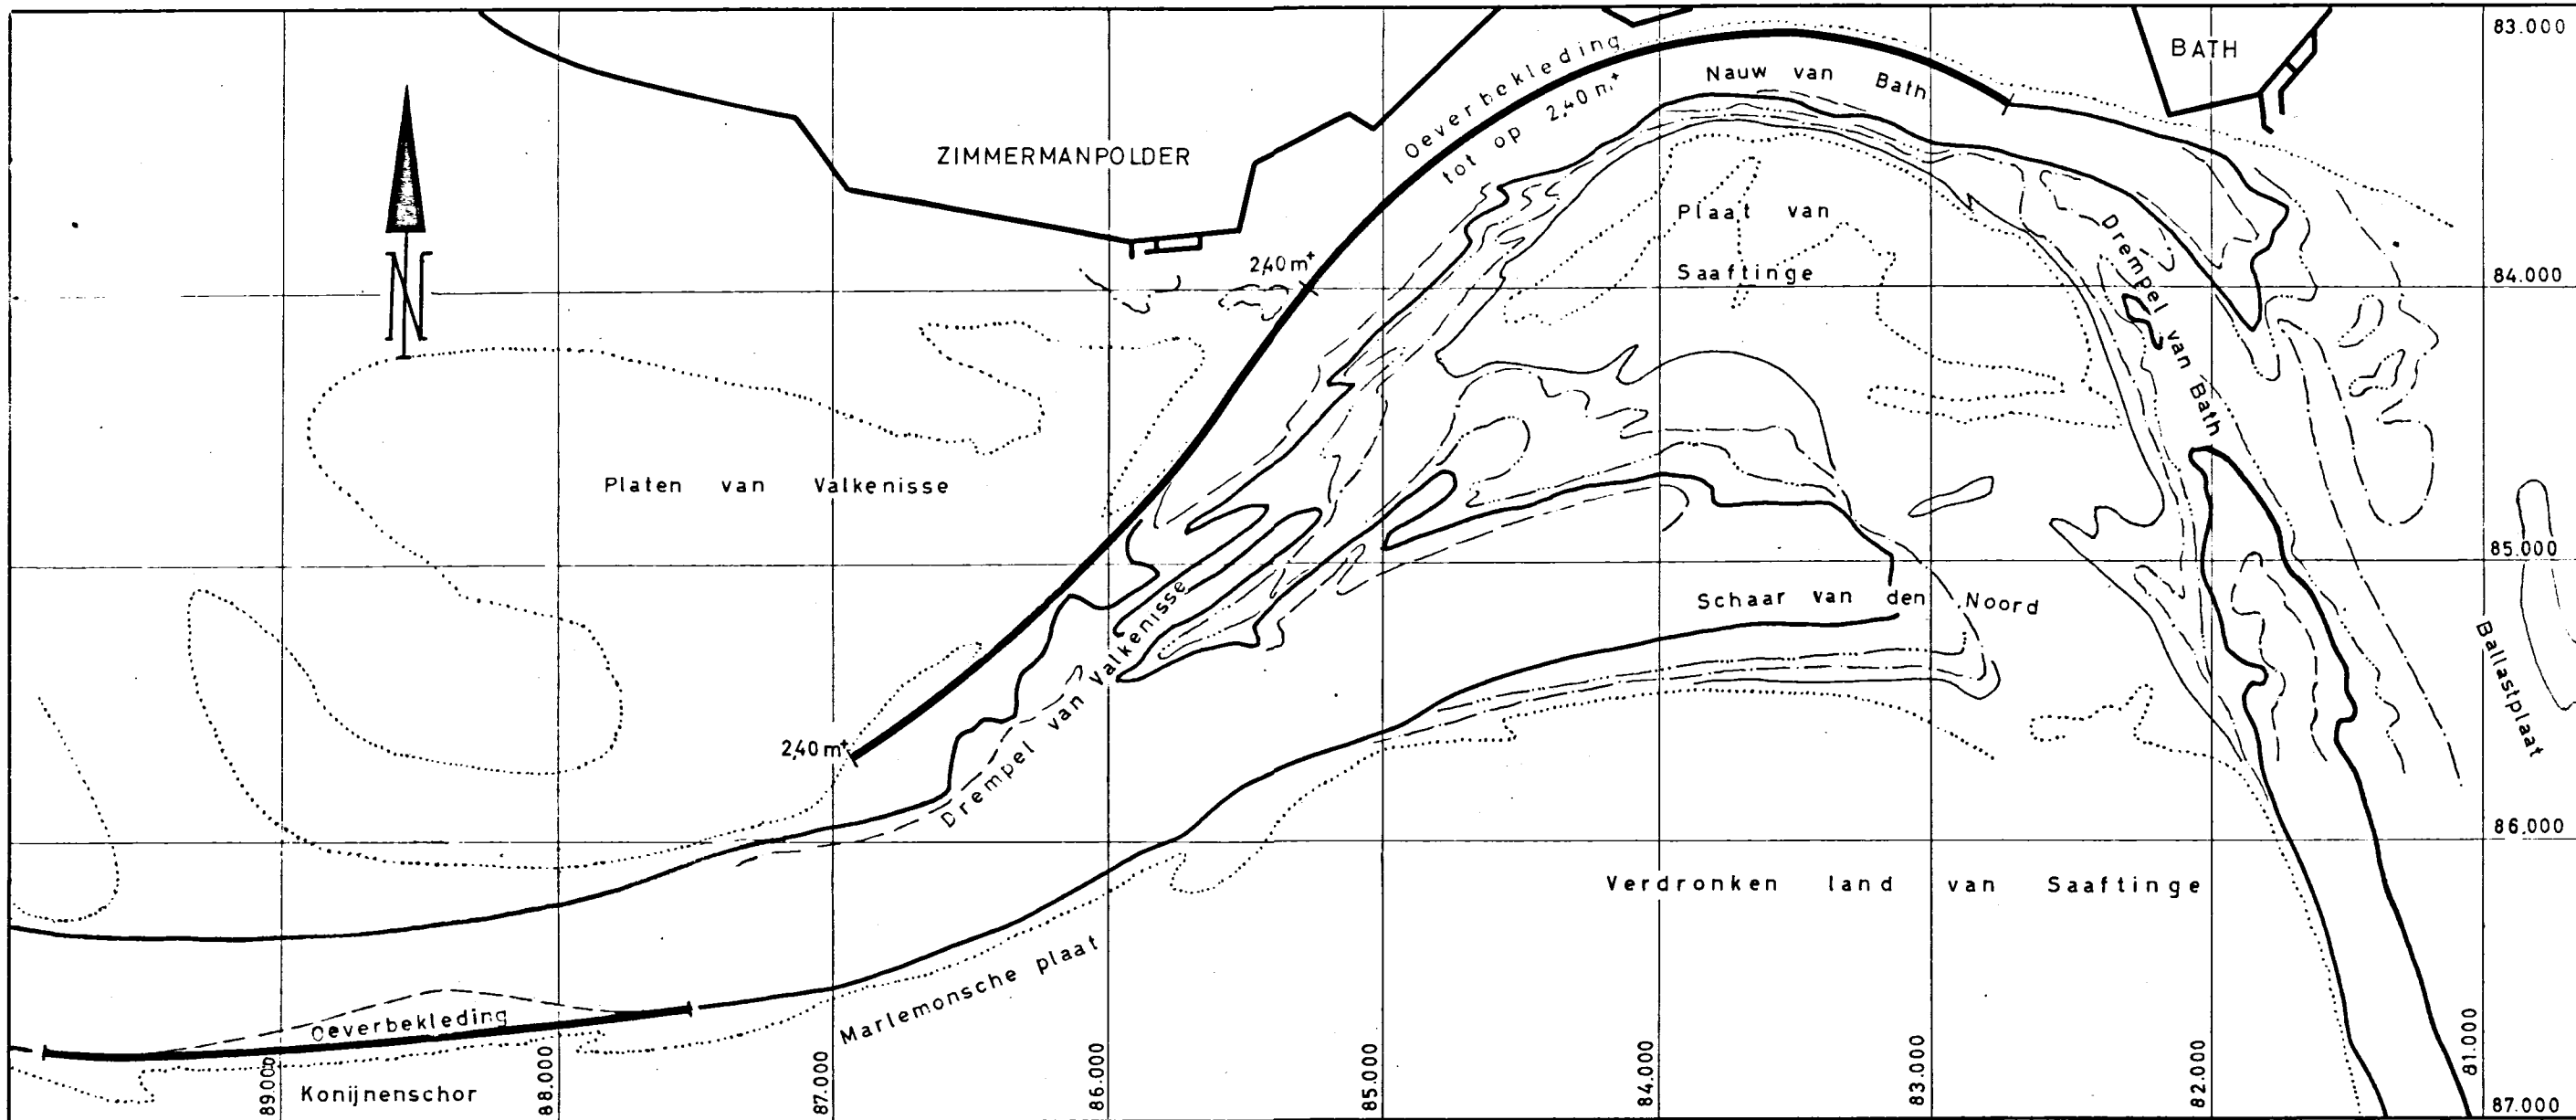 83.000
BATH
Oeverbekleding
tot op 2,40 m.+
Nauw van Bath
ZIMMERMANPOLDER
N
Plaat van
Saaftinge
2,40 m+
84.000
Drempel van Bath
Platen van Valkenisse
85.000
Schaar van den Noord
Drempel van Valkenisse
Ballastplaat
2,40 m+
86.000
Verdronken land van Saaftinge
Marlemonsche plaat
Oeverbekleding
Konijnenschor
89.000
88.000
87.000
86.000
85.000
84.000
83.000
82.000
81.000
87.000